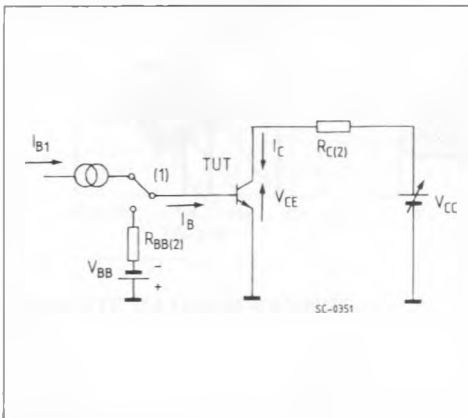 I_B1
(1)
TUT
I_C
R_C(2)
V_CE
V_CC
I_B
R_BB(2)
V_BB
−
+
SC-0351